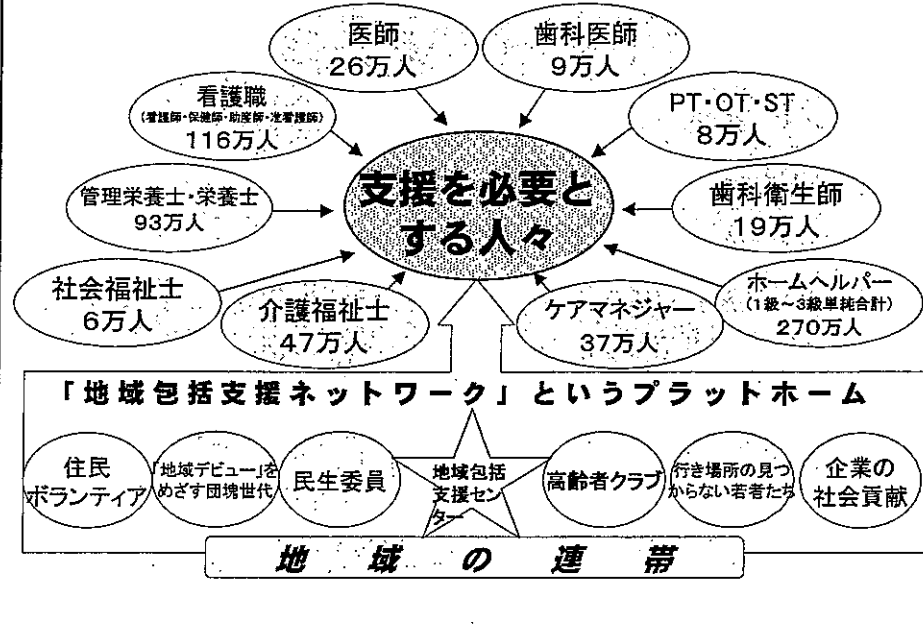 医師
26万人
歯科医師
9万人
看護職
(看護師・保健師・助産師・准看護師)
116万人
PT・OT・ST
8万人
管理栄養士・栄養士
93万人
支援を必要と
する人々
歯科衛生師
19万人
社会福祉士
6万人
介護福祉士
47万人
ケアマネジャー
37万人
ホームヘルパー
(1級〜3級単純合計)
270万人
「地域包括支援ネットワーク」というプラットホーム
住民
ボランティア
「地域デビュー」を
めざす団塊世代
民生委員
地域包括
支援セン
ター
高齢者クラブ
行き場所の見つ
からない若者たち
企業の
社会貢献
地域の連帯